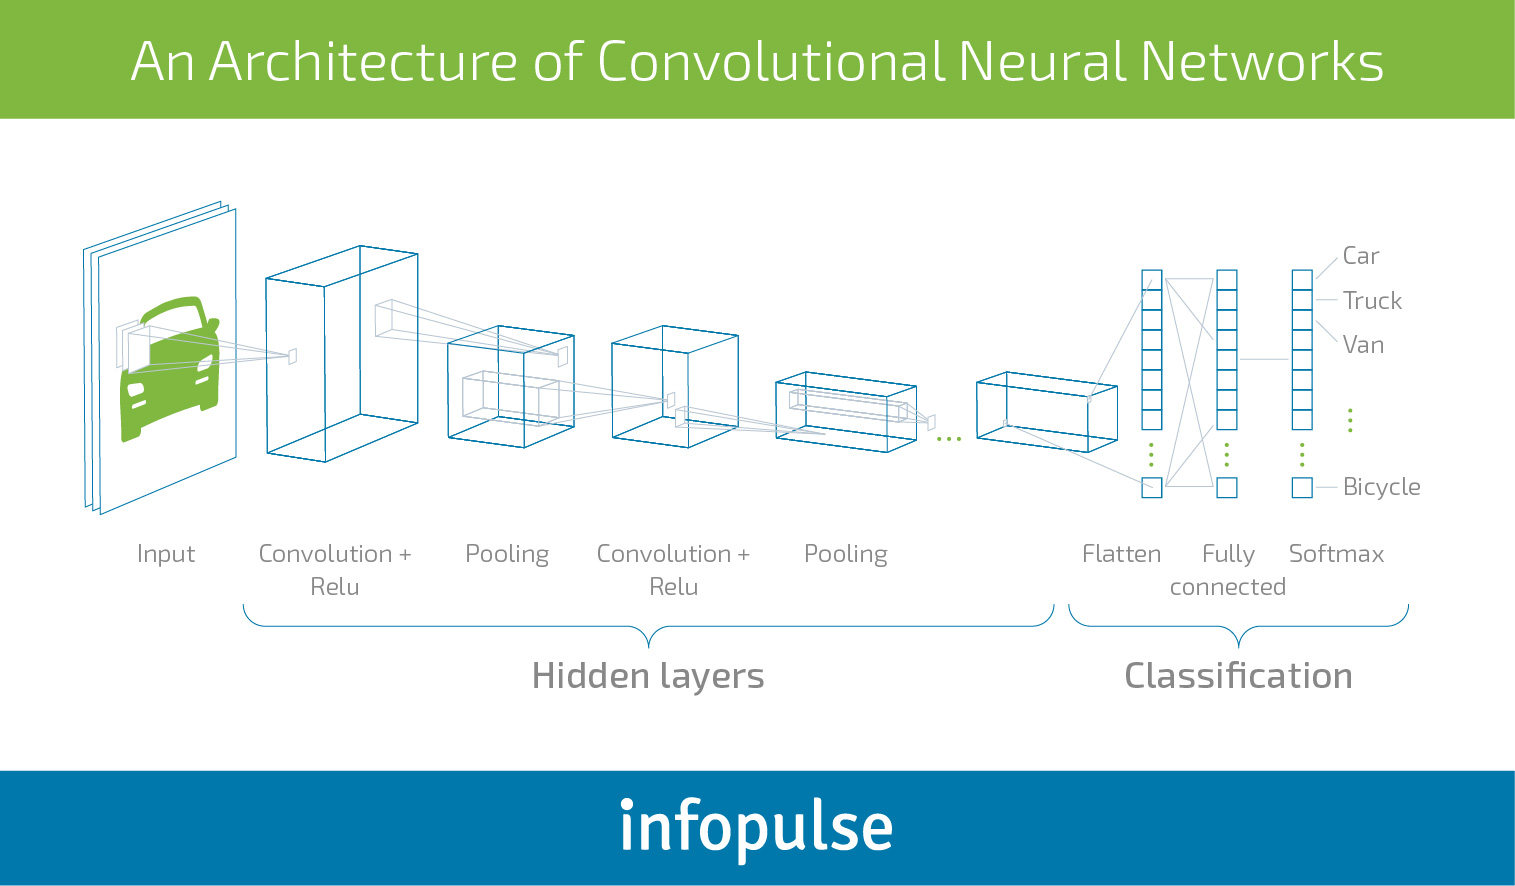 An Architecture of Convolutional Neural Networks
Car
Truck
Van
Bicycle
Input
Convolution +
Relu
Pooling
Convolution +
Relu
Pooling
Flatten
Fully
connected
Softmax
Hidden layers
Classification
infopulse